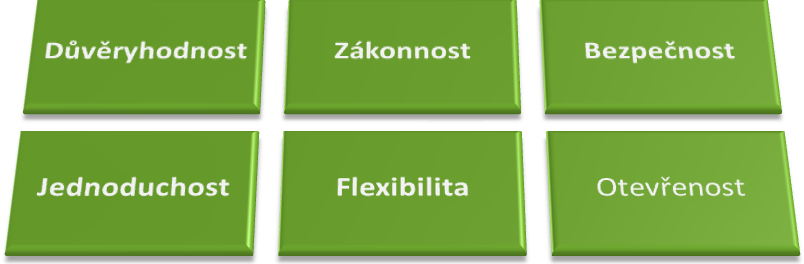 Důvěryhodnost
Zákonnost
Bezpečnost
Jednoduchost
Flexibilita
Otevřenost